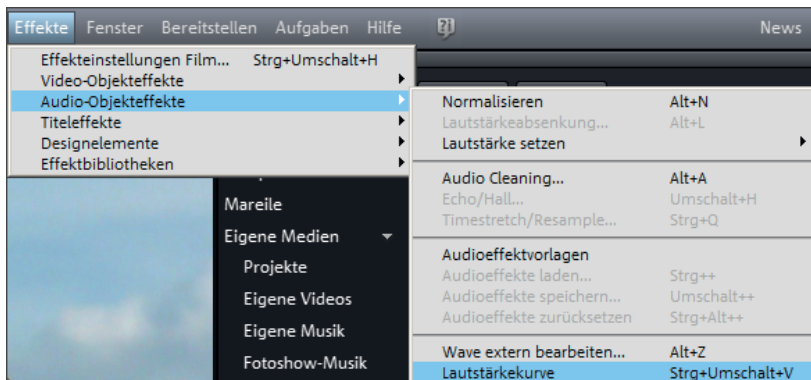 Effekte Fenster Bereitstellen Aufgaben Hilfe News
Effekteinstellungen Film... Strg+Umschalt+H
Video-Objekteffekte
Audio-Objekteffekte
Titeleffekte
Designelemente
Effektbibliotheken
Normalisieren Alt+N
Lautstärkeabsenkung... Alt+L
Lautstärke setzen
Audio Cleaning... Alt+A
Echo/Hall... Umschalt+H
Timestretch/Resample... Strg+Q
Audioeffektvorlagen
Audioeffekte laden... Strg++
Audioeffekte speichern... Umschalt++
Audioeffekte zurücksetzen Strg+Alt++
Wave extern bearbeiten... Alt+Z
Lautstärkekurve Strg+Umschalt+V
Mareile
Eigene Medien
Projekte
Eigene Videos
Eigene Musik
Fotoshow-Musik